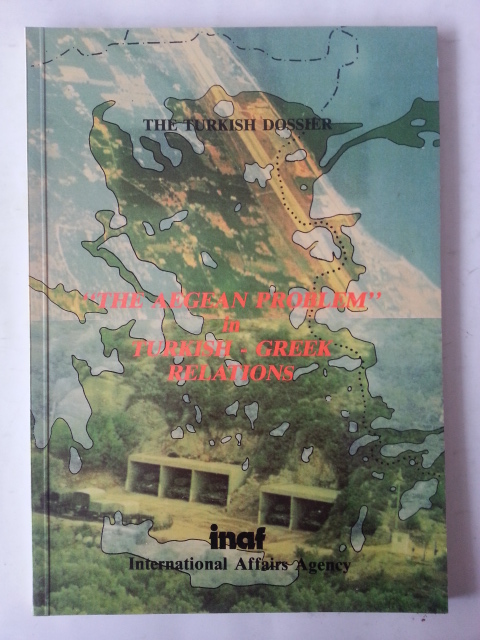 THE TURKISH DOSSIER
"THE AEGEAN PROBLEM"
in
TURKISH - GREEK
RELATIONS
inaf
International Affairs Agency